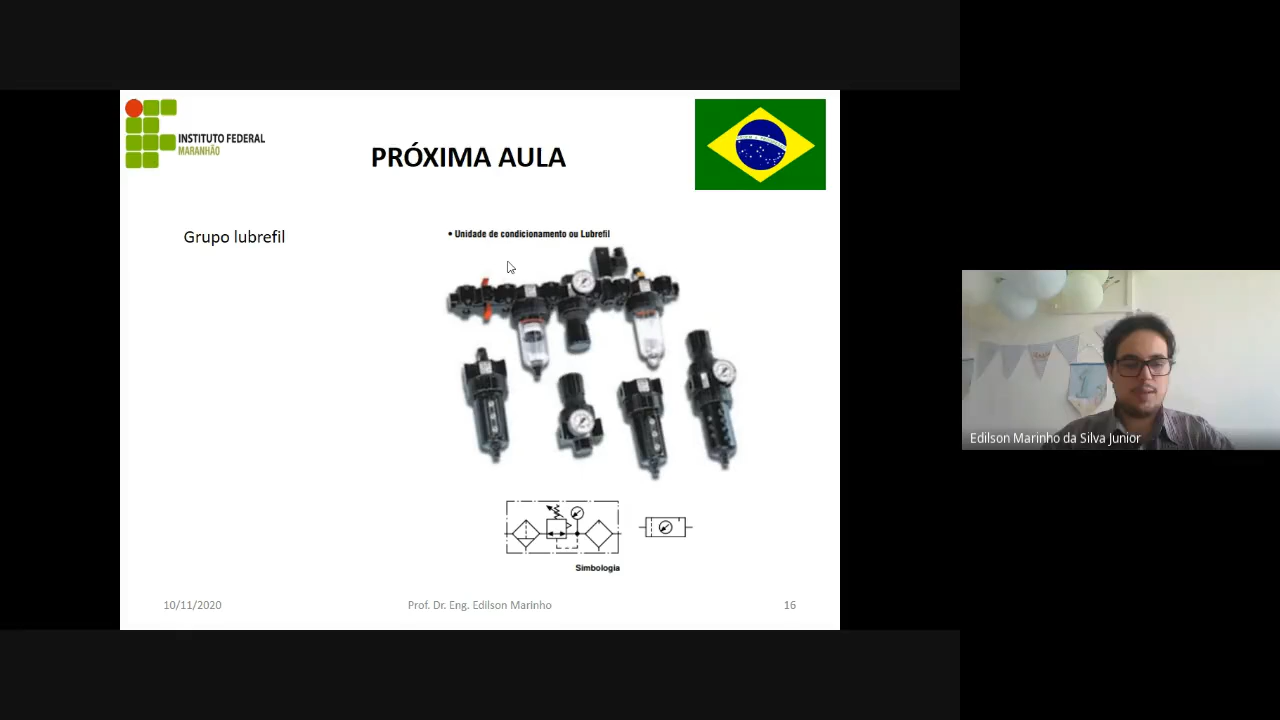 INSTITUTO FEDERAL
MARANHÃO
PRÓXIMA AULA
Grupo lubrefil
• Unidade de condicionamento ou Lubrefil
Simbologia
10/11/2020
Prof. Dr. Eng. Edilson Marinho
16
Edilson Marinho da Silva Junior